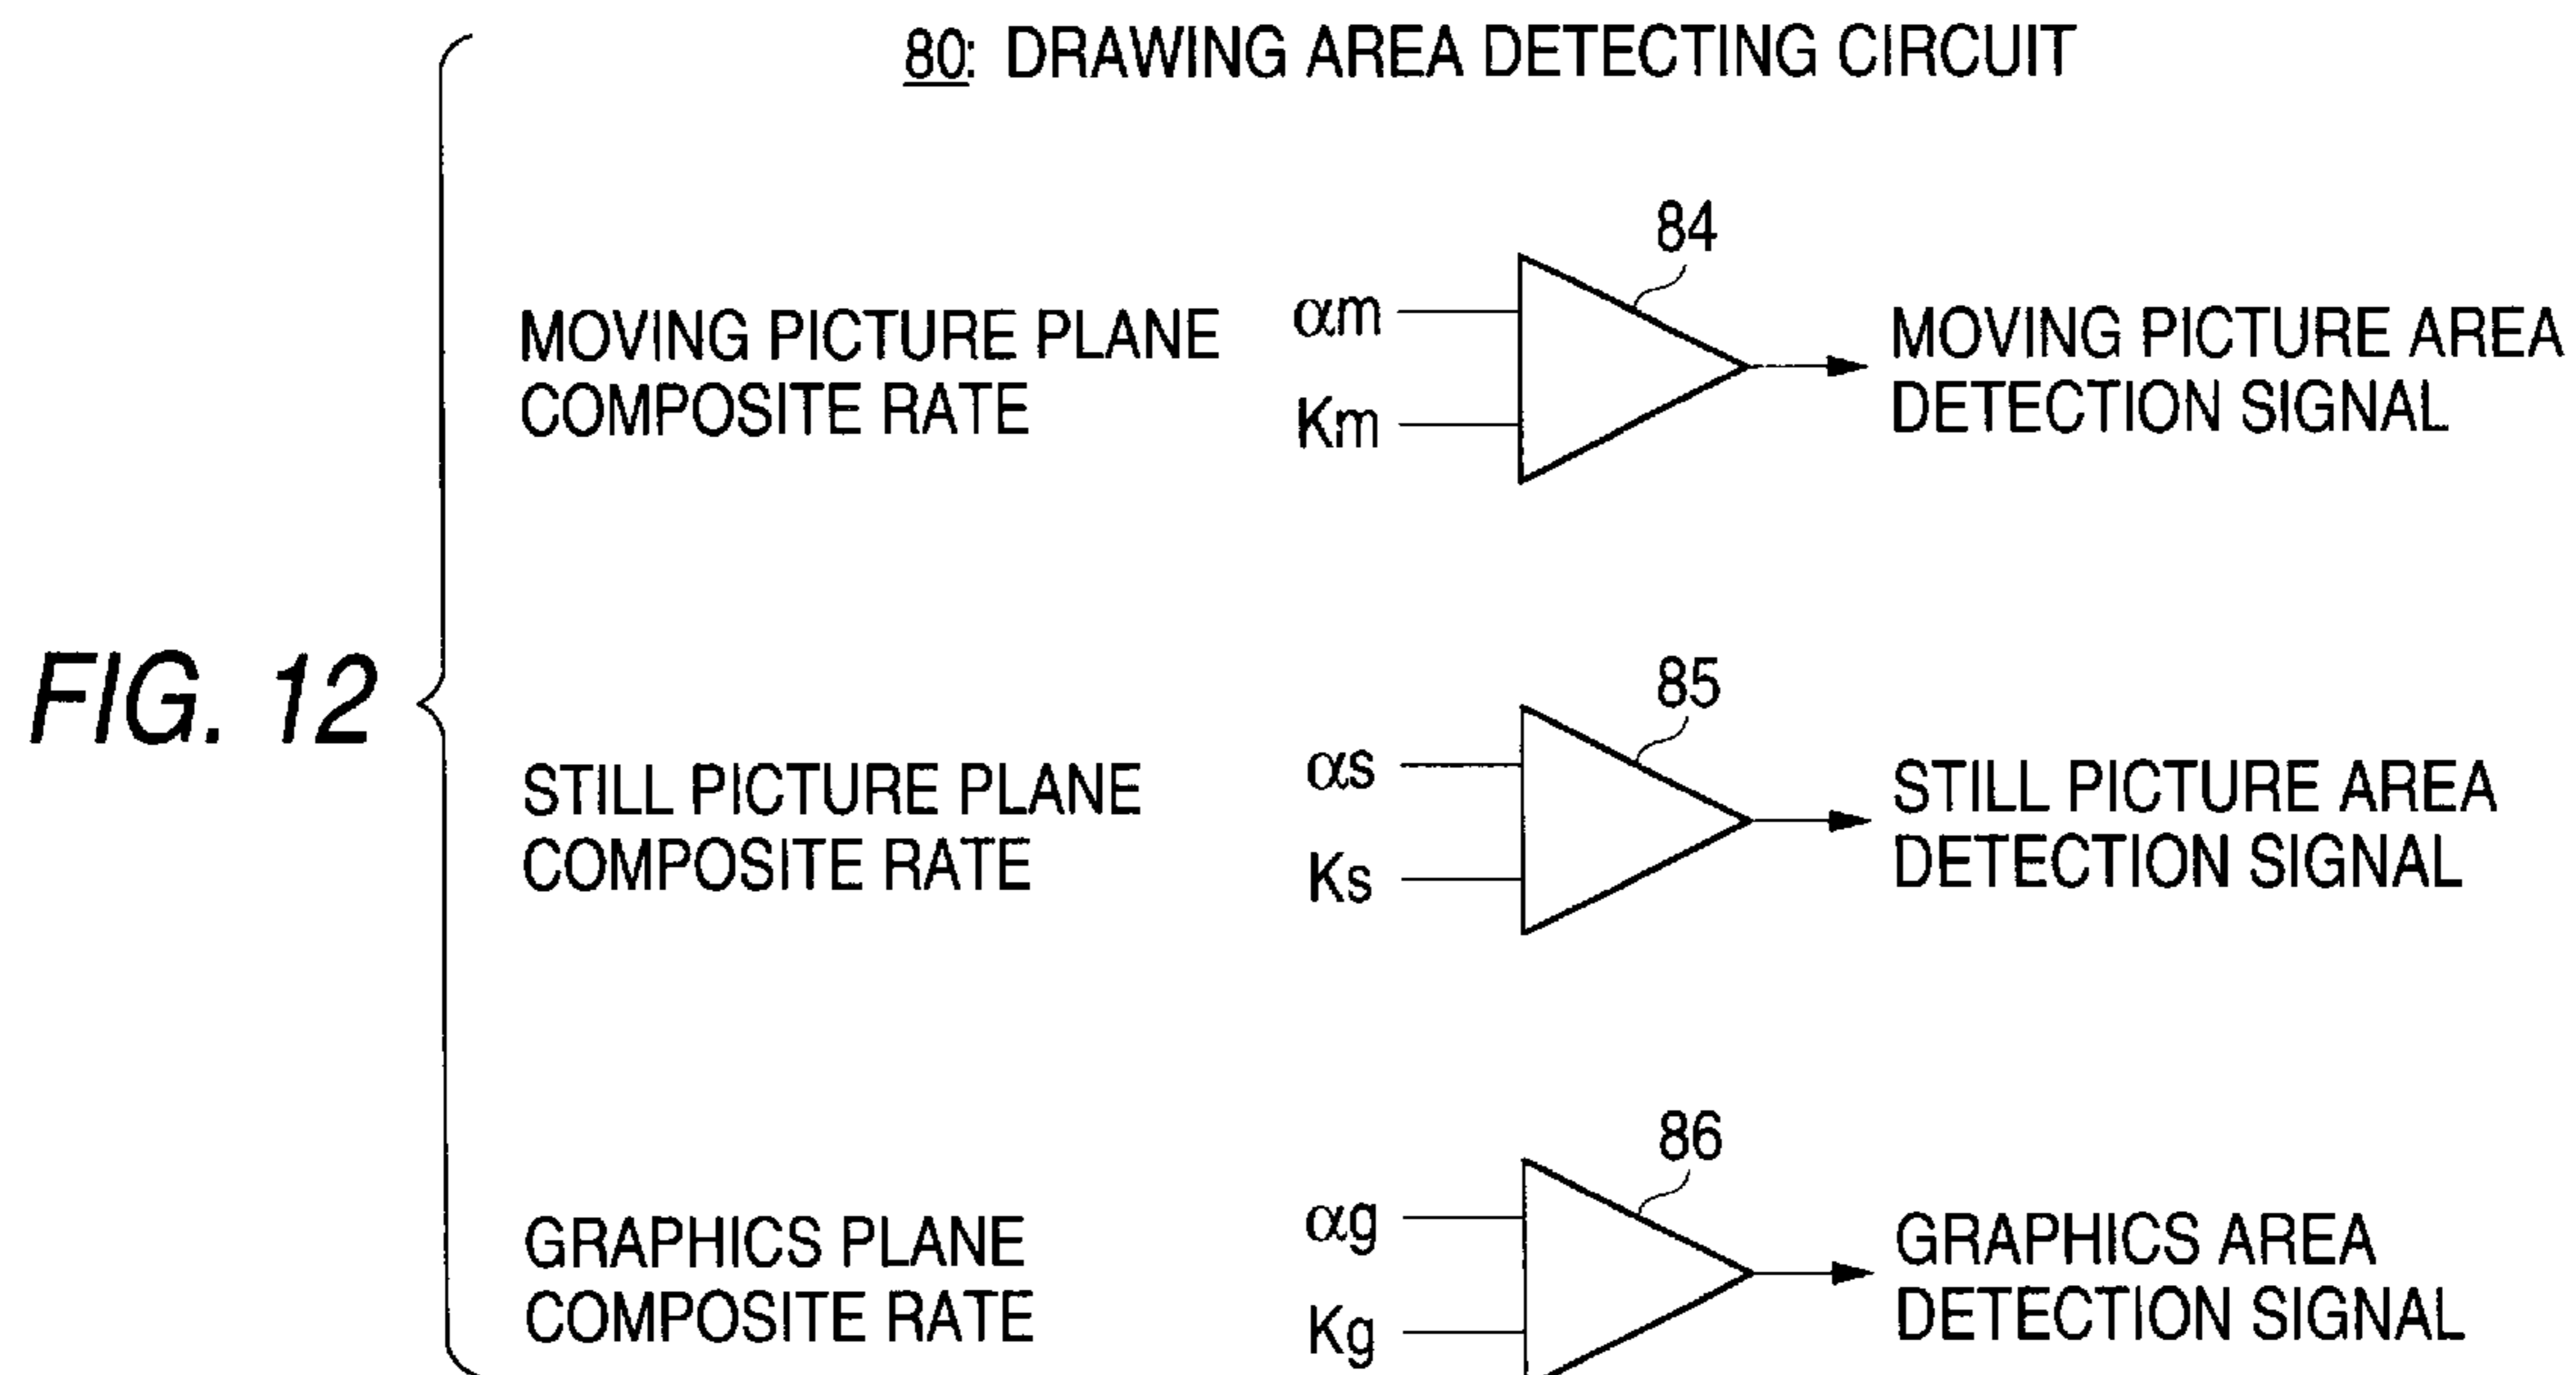 80: DRAWING AREA DETECTING CIRCUIT
FIG. 12
84
MOVING PICTURE PLANE
COMPOSITE RATE
αm
Km
MOVING PICTURE AREA
DETECTION SIGNAL
85
STILL PICTURE PLANE
COMPOSITE RATE
αs
Ks
STILL PICTURE AREA
DETECTION SIGNAL
86
GRAPHICS PLANE
COMPOSITE RATE
αg
Kg
GRAPHICS AREA
DETECTION SIGNAL